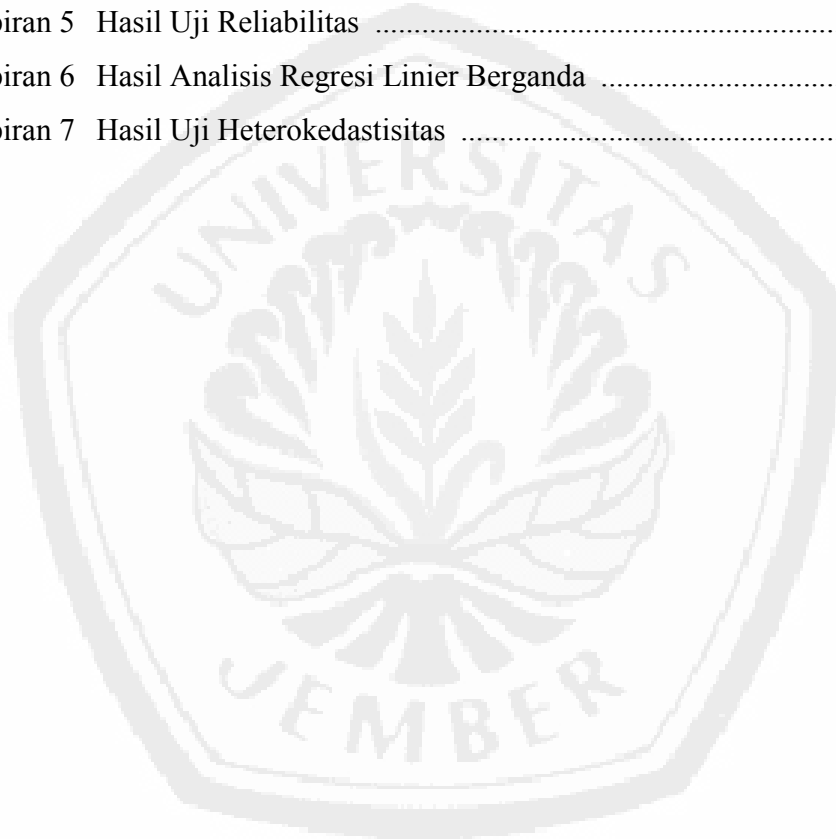 piran 5 Hasil Uji Reliabilitas ........................................................
piran 6 Hasil Analisis Regresi Linier Berganda ............................
piran 7 Hasil Uji Heterokedastisitas .............................................
UNIVERSITAS
JEMBER